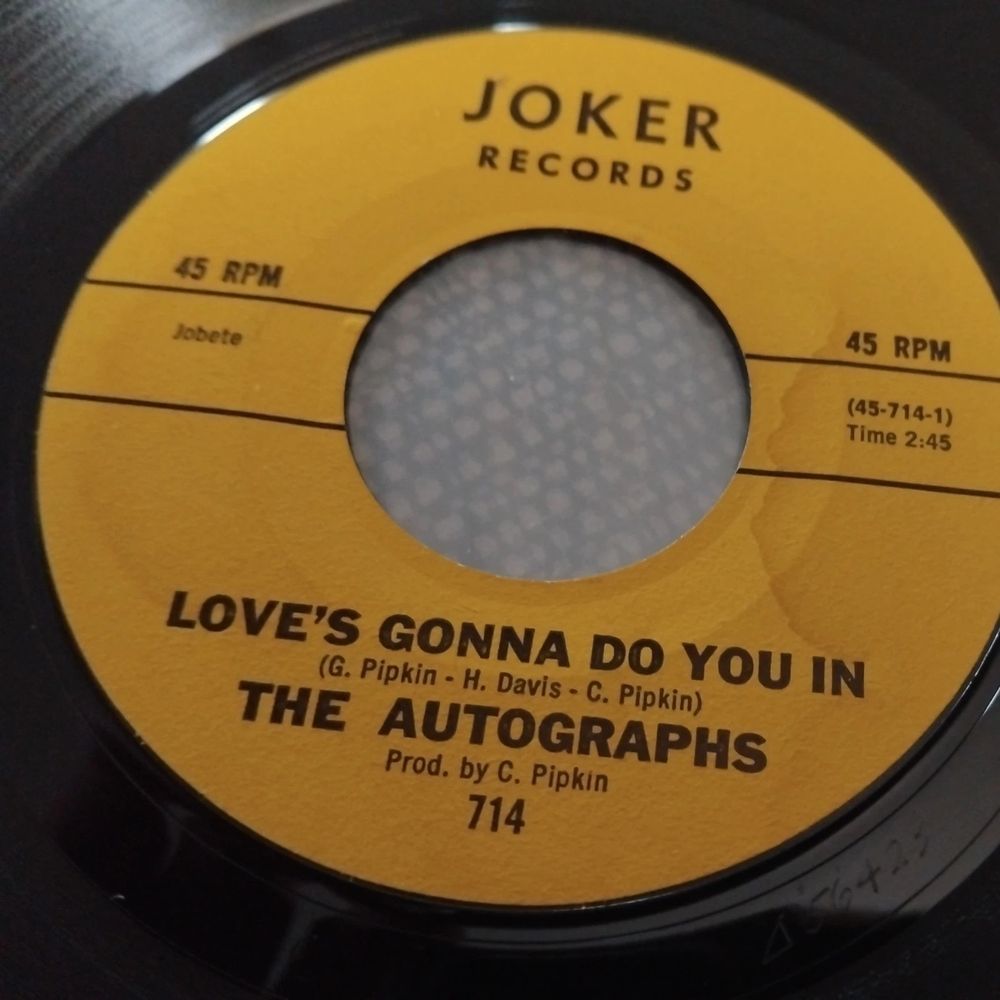 JOKER
RECORDS
45 RPM
Jobete
45 RPM
(45-714-1)
Time 2:45
LOVE'S GONNA DO YOU IN
(G. Pipkin - H. Davis - C. Pipkin)
THE AUTOGRAPHS
Prod. by C. Pipkin
714